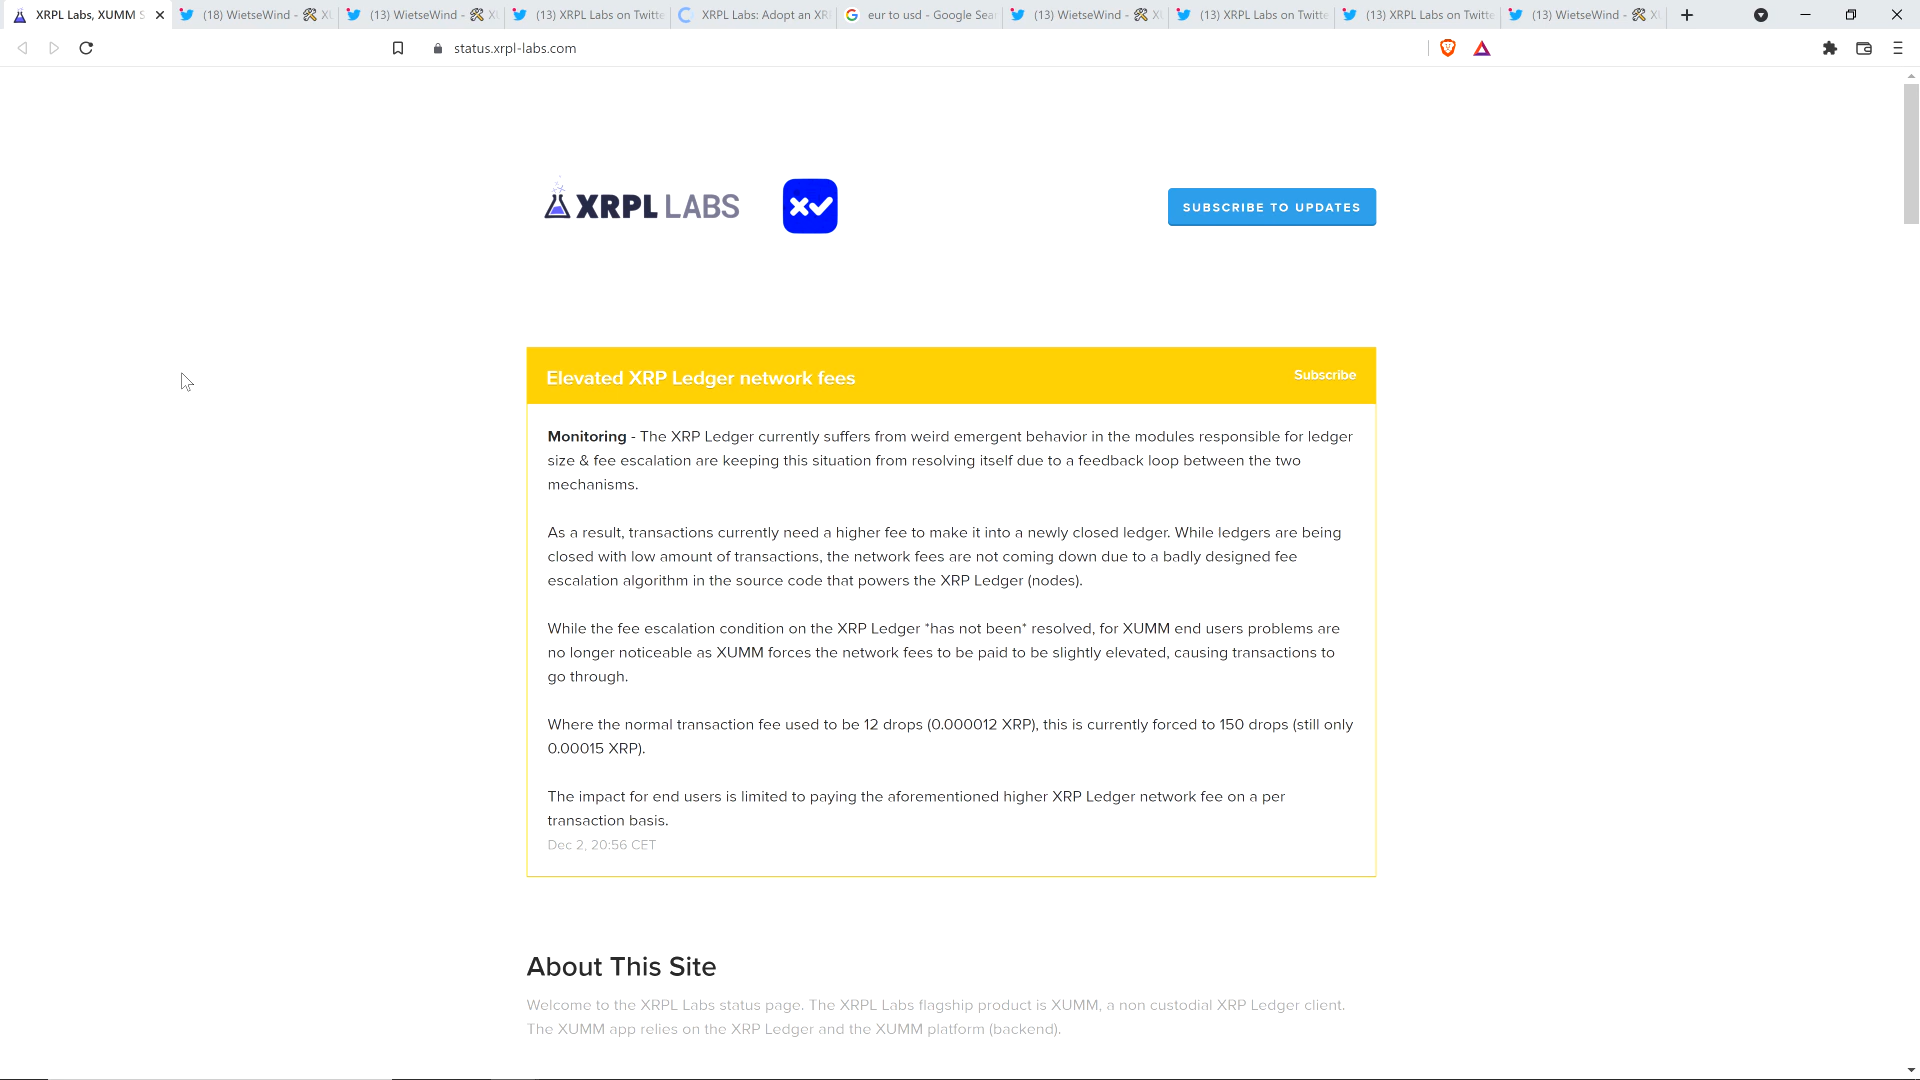 XRPL Labs, XUMM S
(18) WietseWind -
(13) WietseWind -
(13) XRPL Labs on Twitte
XRPL Labs: Adopt an XR
eur to usd - Google Sea
(13) WietseWind -
(13) XRPL Labs on Twitte
(13) XRPL Labs on Twitte
(13) WietseWind -
status.xrpl-labs.com
XRPL LABS
SUBSCRIBE TO UPDATES
Elevated XRP Ledger network fees
Subscribe
Monitoring - The XRP Ledger currently suffers from weird emergent behavior in the modules responsible for ledger
size & fee escalation are keeping this situation from resolving itself due to a feedback loop between the two
mechanisms.
As a result, transactions currently need a higher fee to make it into a newly closed ledger. While ledgers are being
closed with low amount of transactions, the network fees are not coming down due to a badly designed fee
escalation algorithm in the source code that powers the XRP Ledger (nodes).
While the fee escalation condition on the XRP Ledger *has not been* resolved, for XUMM end users problems are
no longer noticeable as XUMM forces the network fees to be paid to be slightly elevated, causing transactions to
go through.
Where the normal transaction fee used to be 12 drops (0.000012 XRP), this is currently forced to 150 drops (still only
0.00015 XRP).
The impact for end users is limited to paying the aforementioned higher XRP Ledger network fee on a per
transaction basis.
Dec 2, 20:56 CET
About This Site
Welcome to the XRPL Labs status page. The XRPL Labs flagship product is XUMM, a non custodial XRP Ledger client.
The XUMM app relies on the XRP Ledger and the XUMM platform (backend).